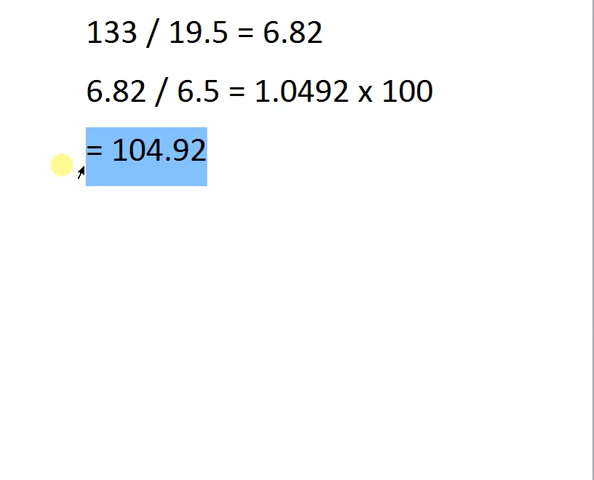 133 / 19.5 = 6.82
6.82 / 6.5 = 1.0492 x 100
= 104.92